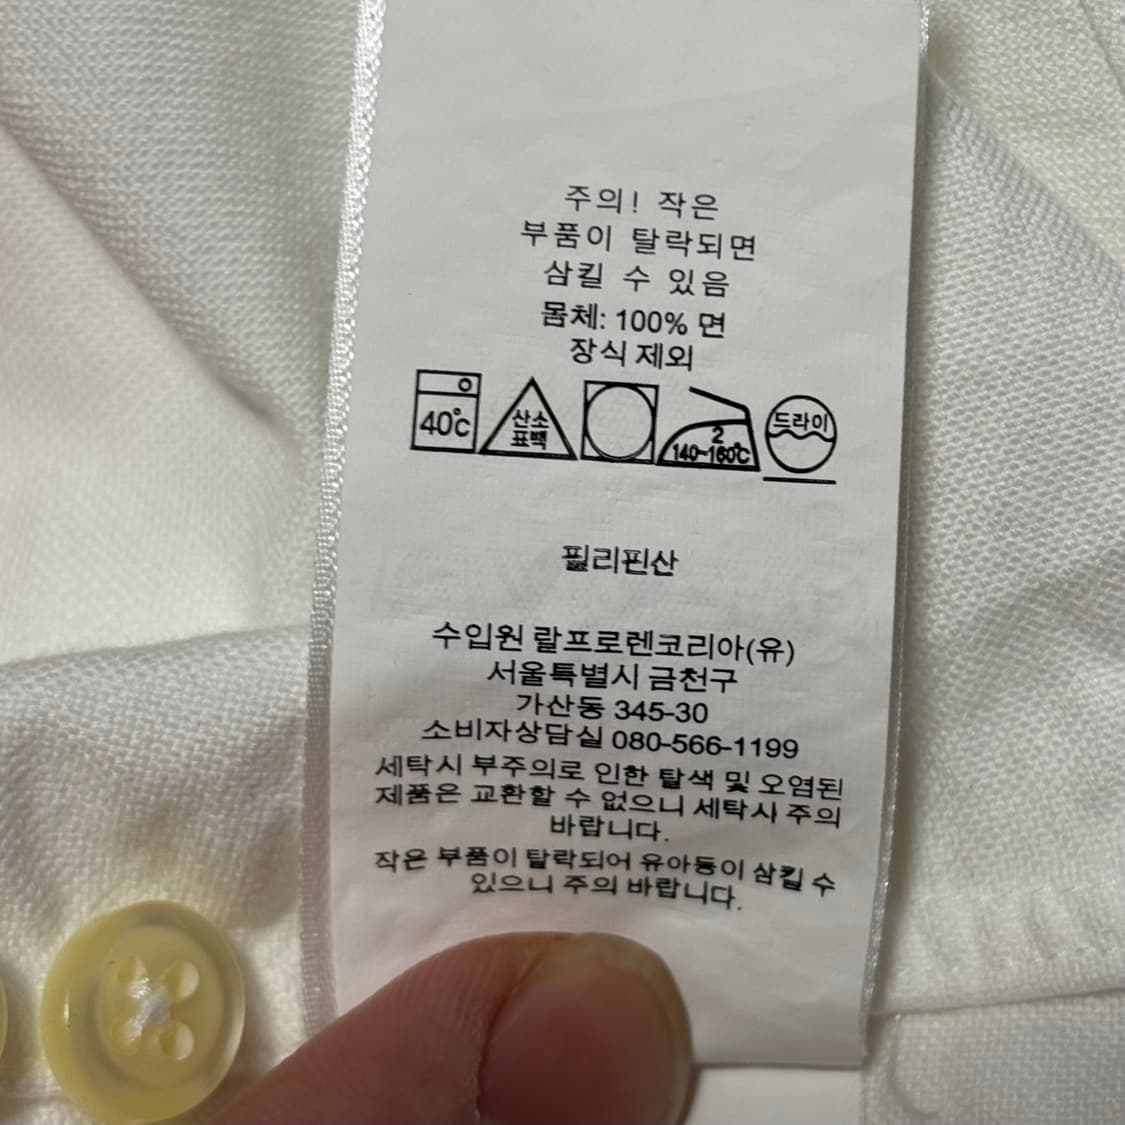 주의! 작은
부품이 탈락되면
삼킬 수 있음
몸체: 100% 면
장식 제외
40℃
산소
표백
2
140~160℃
드라이
필리핀산
수입원 랄프로렌코리아(유)
서울특별시 금천구
가산동 345-30
소비자상담실 080-566-1199
세탁시 부주의로 인한 탈색 및 오염된
제품은 교환할 수 없으니 세탁시 주의
바랍니다.
작은 부품이 탈락되어 유아동이 삼킬 수
있으니 주의 바랍니다.